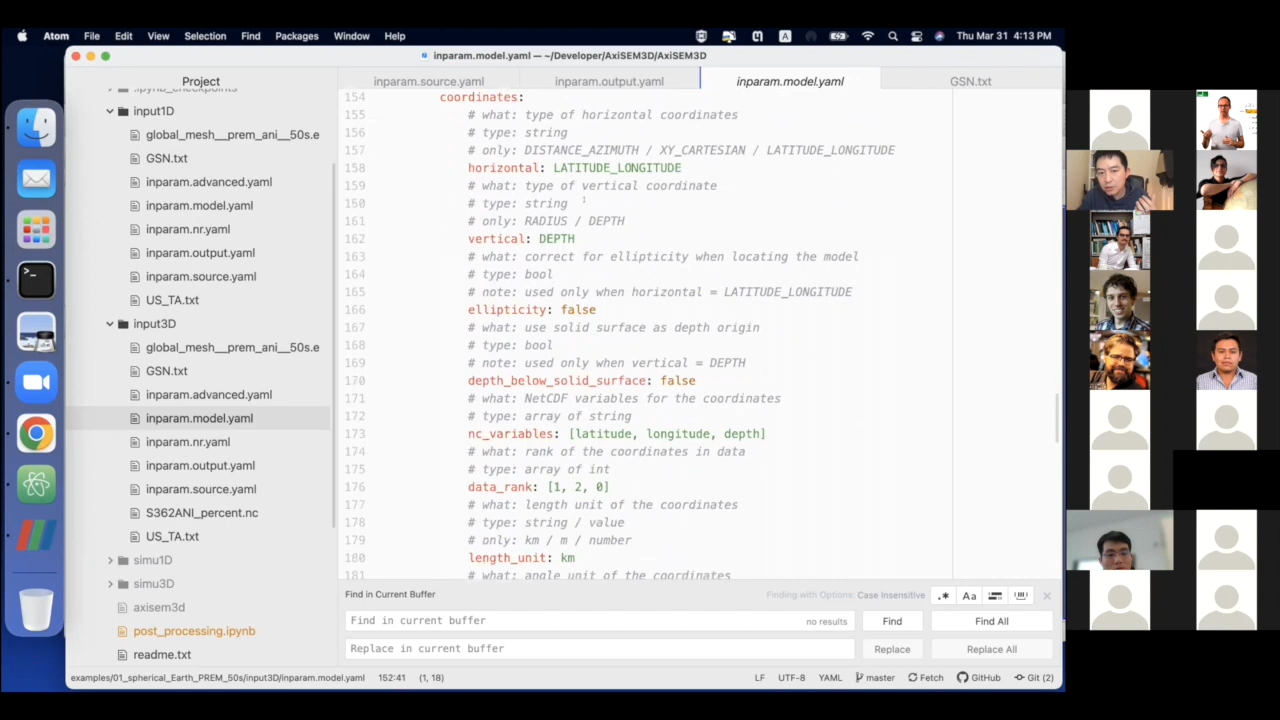 Atom File Edit View Selection Find Packages Window Help
A Thu Mar 31 4:13 PM
inparam.model.yaml — ~/Developer/AxiSEM3D/AxiSEM3D
Project
inparam.source.yaml
inparam.output.yaml
inparam.model.yaml
GSN.txt
.ipynb_checkpoints
input1D
global_mesh__prem_ani__50s.e
GSN.txt
inparam.advanced.yaml
inparam.model.yaml
inparam.nr.yaml
inparam.output.yaml
inparam.source.yaml
US_TA.txt
input3D
global_mesh__prem_ani__50s.e
GSN.txt
inparam.advanced.yaml
inparam.model.yaml
inparam.nr.yaml
inparam.output.yaml
inparam.source.yaml
S362ANI_percent.nc
US_TA.txt
simu1D
simu3D
axisem3d
post_processing.ipynb
readme.txt
154 coordinates:
155 # what: type of horizontal coordinates
156 # type: string
157 # only: DISTANCE_AZIMUTH / XY_CARTESIAN / LATITUDE_LONGITUDE
158 horizontal: LATITUDE_LONGITUDE
159 # what: type of vertical coordinate
150 # type: string
161 # only: RADIUS / DEPTH
162 vertical: DEPTH
163 # what: correct for ellipticity when locating the model
164 # type: bool
165 # note: used only when horizontal = LATITUDE_LONGITUDE
166 ellipticity: false
167 # what: use solid surface as depth origin
168 # type: bool
169 # note: used only when vertical = DEPTH
170 depth_below_solid_surface: false
171 # what: NetCDF variables for the coordinates
172 # type: array of string
173 nc_variables: [latitude, longitude, depth]
174 # what: rank of the coordinates in data
175 # type: array of int
176 data_rank: [1, 2, 0]
177 # what: length unit of the coordinates
178 # type: string / value
179 # only: km / m / number
180 length_unit: km
181 # what: angle unit of the coordinates
Find in Current Buffer
Finding with Options: Case Insensitive
.* Aa
Find in current buffer
no results
Find
Find All
Replace in current buffer
Replace
Replace All
examples/01_spherical_Earth_PREM_50s/input3D/inparam.model.yaml 152:41 (1, 18)
LF UTF-8 YAML master Fetch GitHub Git (2)